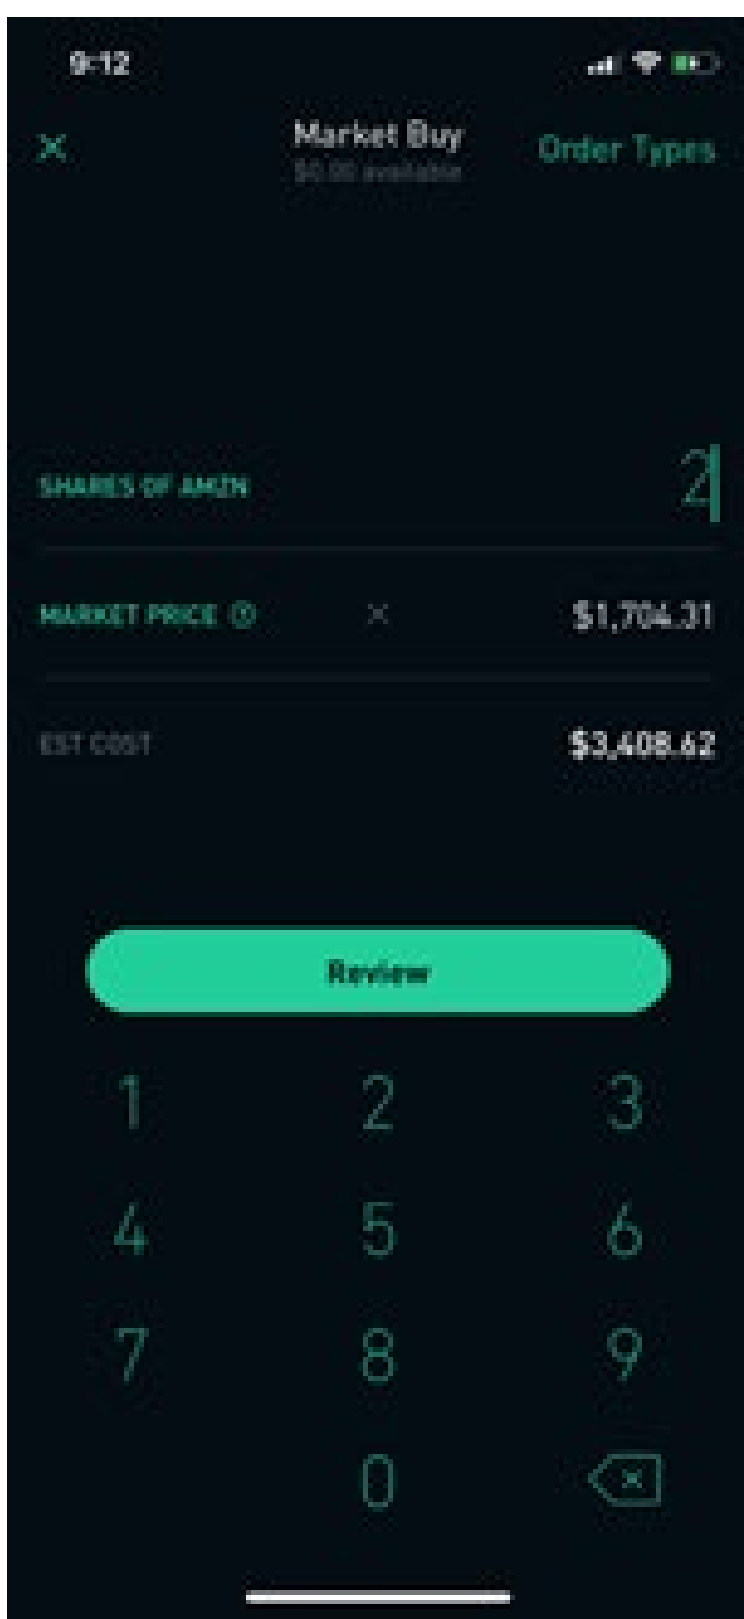 9:12
Market Buy
Order Types
$0.00 available
SHARES OF AMZN
2
MARKET PRICE ?
× $1,704.31
EST COST
$3,408.62
Review
1 2 3
4 5 6
7 8 9
0